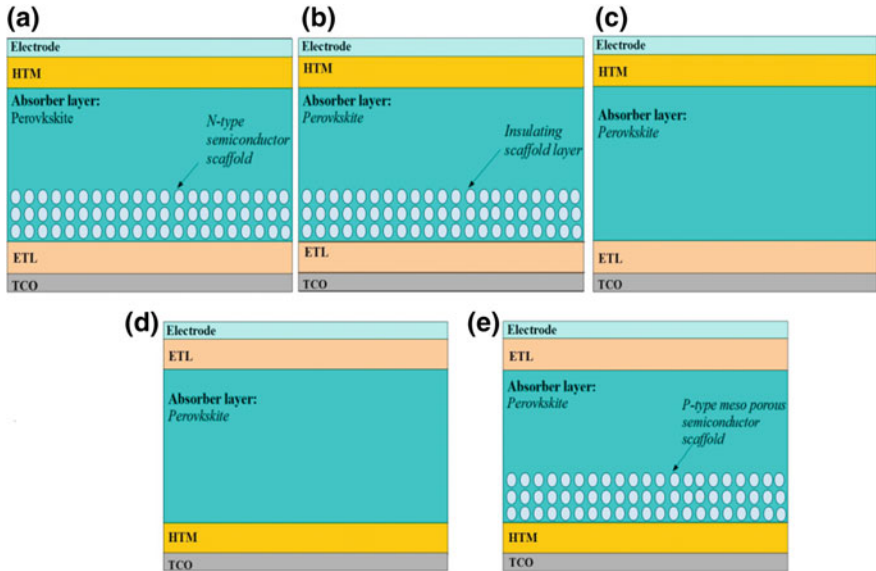 (a)
Electrode
HTM
Absorber layer:
Perovkskite
N-type
semiconductor
scaffold
ETL
TCO
(b)
Electrode
HTM
Absorber layer:
Perovkskite
Insulating
scaffold layer
ETL
TCO
(c)
Electrode
HTM
Absorber layer:
Perovkskite
ETL
TCO
(d)
Electrode
ETL
Absorber layer:
Perovkskite
HTM
TCO
(e)
Electrode
ETL
Absorber layer:
Perovkskite
P-type meso porous
semiconductor
scaffold
HTM
TCO